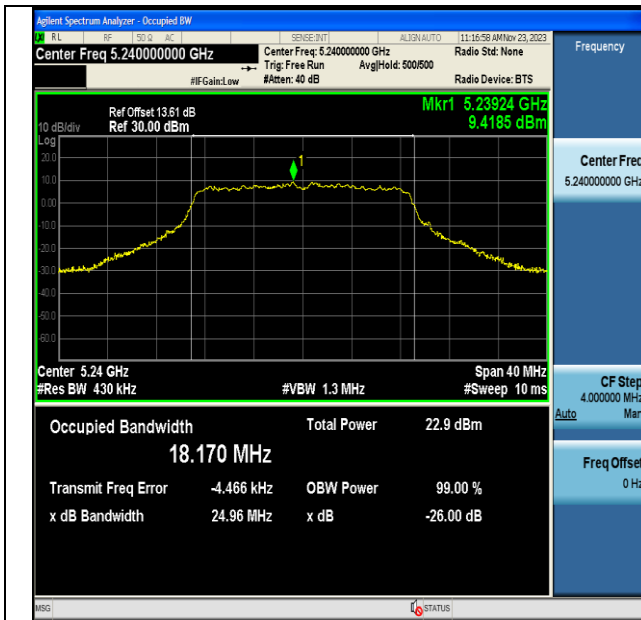 Agilent Spectrum Analyzer - Occupied BW
RL RF 50 Ω AC SENSE:INT ALIGN AUTO 11:16:58 AM Nov 23, 2023
Center Freq 5.240000000 GHz
Center Freq: 5.240000000 GHz
Radio Std: None
Trig: Free Run Avg|Hold: 500/500
#IFGain:Low #Atten: 40 dB Radio Device: BTS
Ref Offset 13.61 dB
Mkr1 5.23924 GHz
10 dB/div Ref 30.00 dBm 9.4185 dBm
Log
20.0
10.0
0.00
-10.0
-20.0
-30.0
-40.0
-50.0
-60.0
1
Center 5.24 GHz Span 40 MHz
#Res BW 430 kHz #VBW 1.3 MHz #Sweep 10 ms
Occupied Bandwidth Total Power 22.9 dBm
18.170 MHz
Transmit Freq Error -4.466 kHz OBW Power 99.00 %
x dB Bandwidth 24.96 MHz x dB -26.00 dB
MSG STATUS
Frequency
Center Freq
5.240000000 GHz
CF Step
4.000000 MHz
Auto Man
Freq Offset
0 Hz